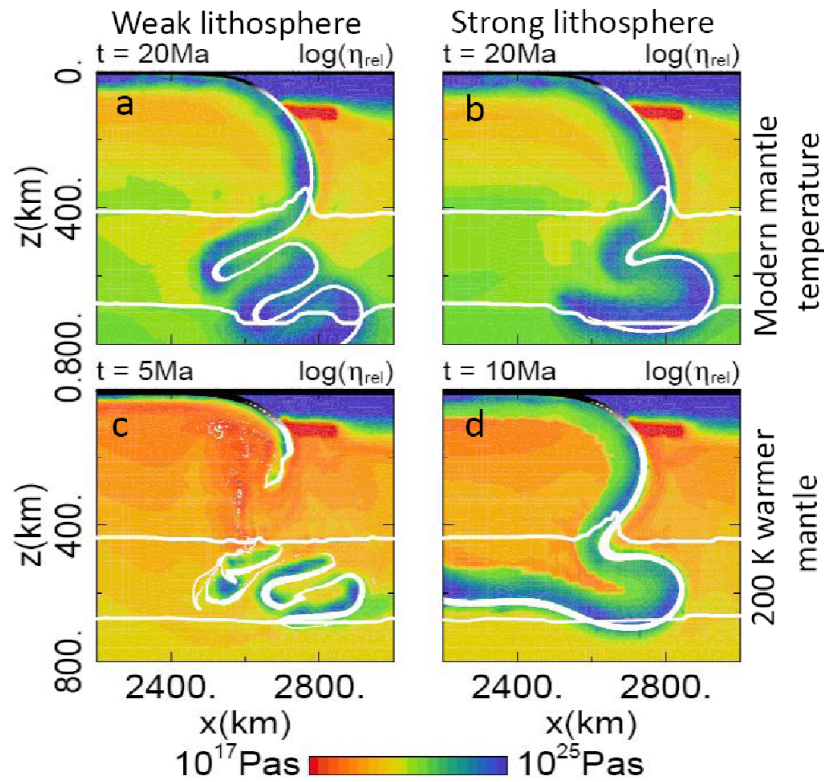 Weak lithosphere
Strong lithosphere
t = 20Ma log(ηrel)
t = 20Ma log(ηrel)
0.
a
b
z(km)
400.
0.800.
Modern mantle
temperature
t = 5Ma log(ηrel)
t = 10Ma log(ηrel)
c
d
z(km)
400.
800.
200 K warmer
mantle
2400. 2800.
2400. 2800.
x(km)
x(km)
10^17Pas
10^25Pas